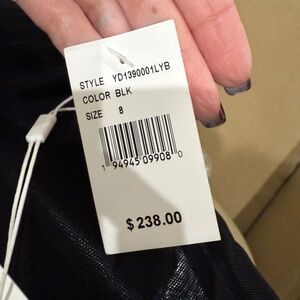 STYLE YD1390001LYB
COLOR BLK
SIZE 8
1 94945 09908 0
$238.00